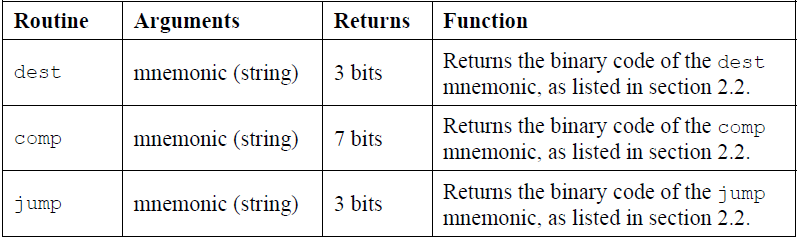 Routine Arguments Returns Function
dest mnemonic (string) 3 bits Returns the binary code of the dest
mnemonic, as listed in section 2.2.
comp mnemonic (string) 7 bits Returns the binary code of the comp
mnemonic, as listed in section 2.2.
jump mnemonic (string) 3 bits Returns the binary code of the jump
mnemonic, as listed in section 2.2.